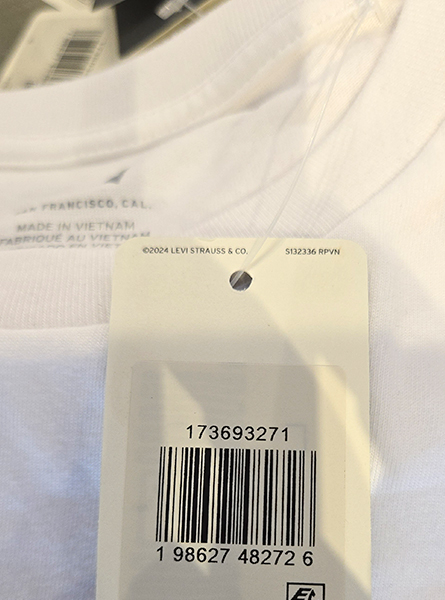 FRANCISCO, CAL.
MADE IN VIETNAM
FABRIQUÉ AU VIETNAM
©2024 LEVI STRAUSS & CO. S132336 RPVN
173693271
1 98627 48272 6